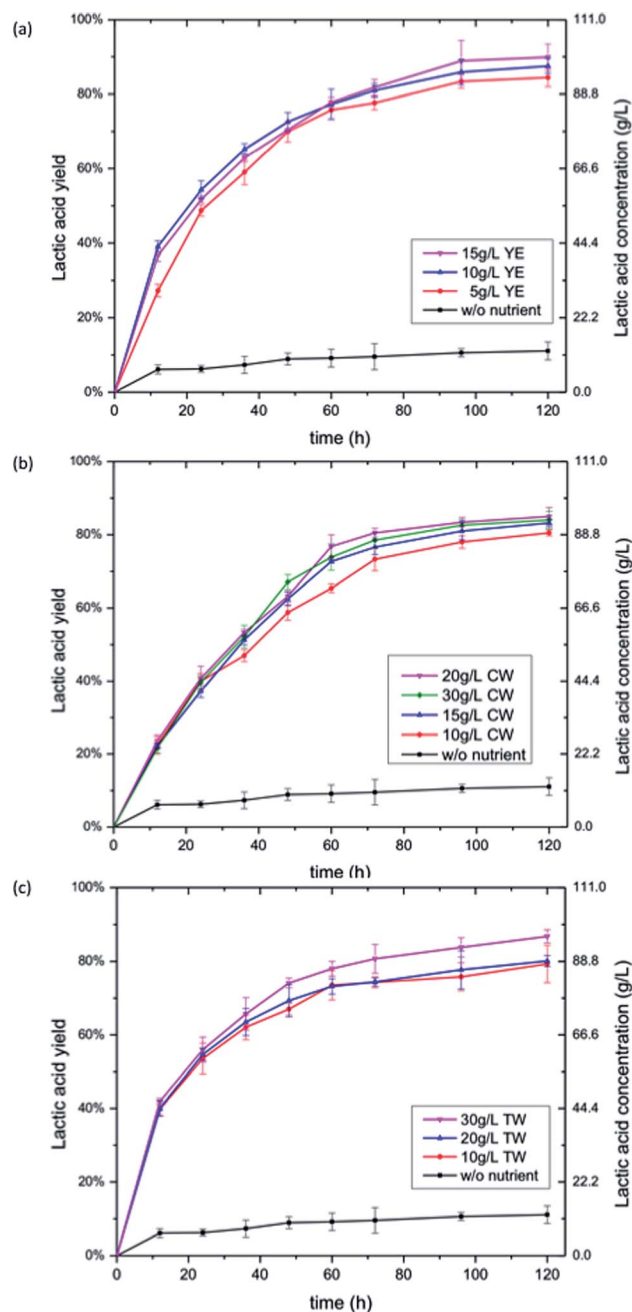 (a)
100%
80%
60%
40%
20%
0%
Lactic acid yield
111.0
88.8
66.6
44.4
22.2
0.0
Lactic acid concentration (g/L)
15g/L YE
10g/L YE
5g/L YE
w/o nutrient
0 20 40 60 80 100 120
time (h)
(b)
100%
80%
60%
40%
20%
0%
Lactic acid yield
111.0
88.8
66.6
44.4
22.2
0.0
Lactic acid concentration (g/L)
20g/L CW
30g/L CW
15g/L CW
10g/L CW
w/o nutrient
0 20 40 60 80 100 120
time (h)
(c)
100%
80%
60%
40%
20%
0%
Lactic acid yield
111.0
88.8
66.6
44.4
22.2
0.0
Lactic acid concentration (g/L)
30g/L TW
20g/L TW
10g/L TW
w/o nutrient
0 20 40 60 80 100 120
time (h)